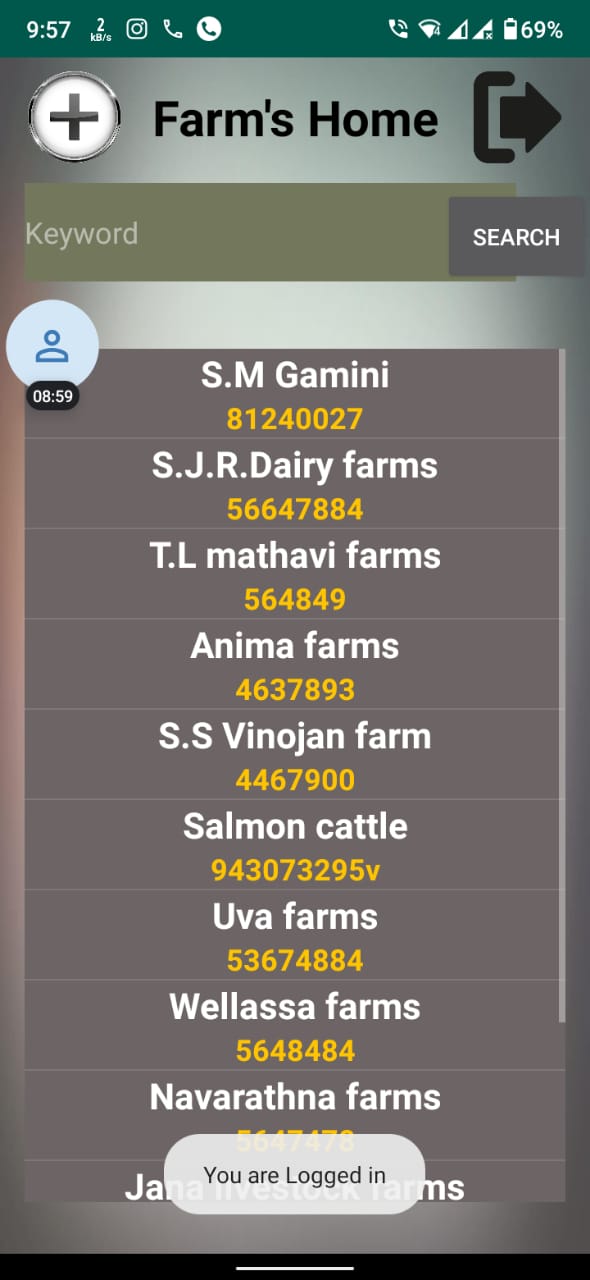 9:57 2 kB/s 4 69%
Farm's Home
Keyword
SEARCH
08:59
S.M Gamini
81240027
S.J.R.Dairy farms
56647884
T.L mathavi farms
564849
Anima farms
4637893
S.S Vinojan farm
4467900
Salmon cattle
943073295v
Uva farms
53674884
Wellassa farms
5648484
Navarathna farms
5647478
You are Logged in
Jana livestock farms